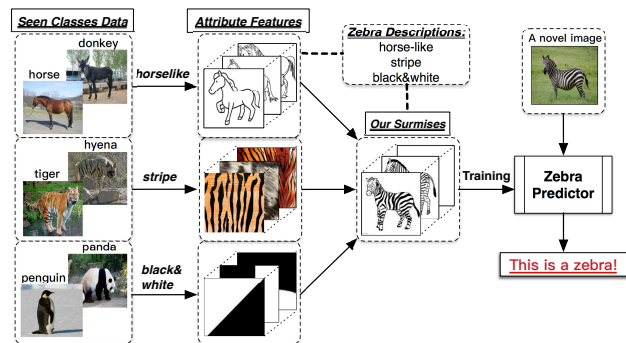 Seen Classes Data
Attribute Features
Zebra Descriptions:
horse-like
stripe
black&white
A novel image
donkey
horse
horselike
Our Surmises
hyena
tiger
stripe
Training
Zebra
Predictor
panda
penguin
black&
white
This is a zebra!